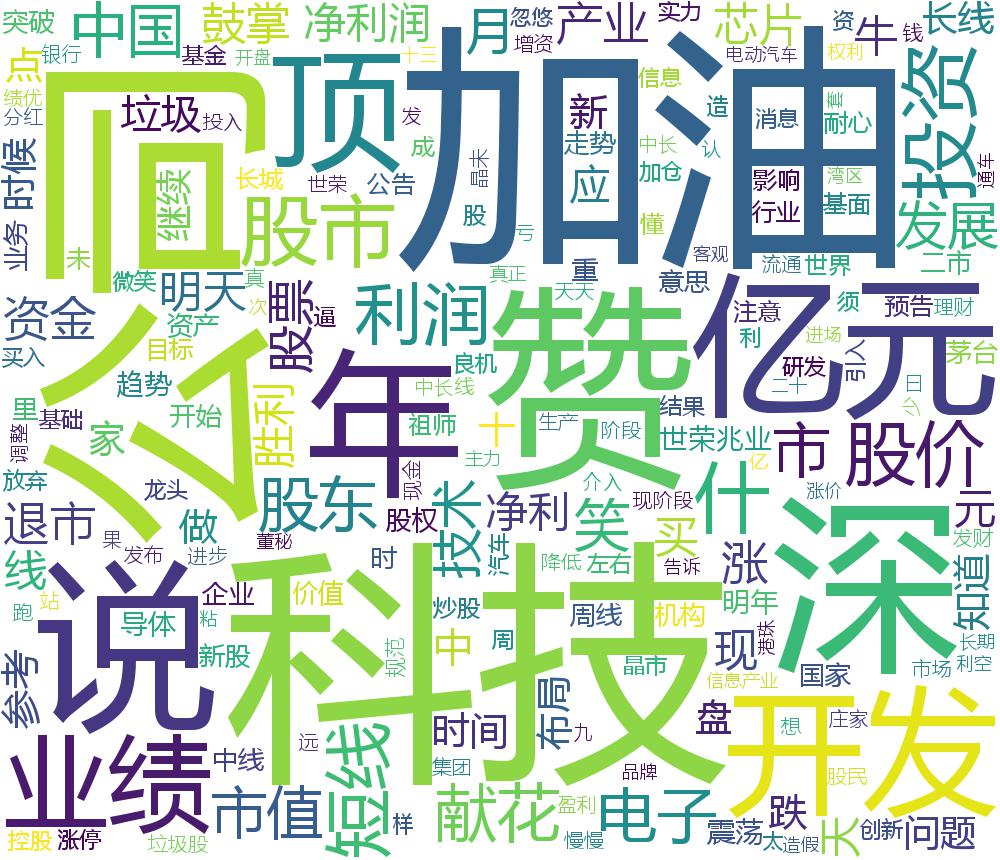 突破
中国
鼓掌
净利润
月
忽悠
产业
实力
芯片
资
牛
钱
长线
银行
基金
开盘
十三
增资
电动汽车
权利
点
绩优
分红
垃圾
投入
向
顶
加油
发
成
信息
新
走势
造
消息
套
耐心
投资
时候
继续
长城
股市
世荣
公告
晶未
股
亏
应
中长
加仓
懂
认
影响
行业
湾区
基面
通车
发展
业务
未
微笑
明天
真
真正
重
天天
意思
客观
流通
世界
二市
资金
买入
资产
次
股票
逼
利润
良机
赞
亿元
注意
利
须
预告
理财
茅台
目标
趋势
公
年
中长线
祖师
十
生产
阶段
结果
研发
二十
进场
引入
少
曰
里
基础
家
开始
胜利
主力
世荣兆业
市
股价
调整
放弃
龙头
现金
介入
现阶段
亿
涨价
退市
做
股东
股权
技术
净利
笑
买
什
元
发财
果
发布
进步
董秘
时
汽车
降低
左右
告诉
涨
深
线
站
跑
说
企业
价值
炒股
周
周线
机构
明年
知道
导体
粘
新股
科技
规范
中
晶市
现
港珠
长期
利空
市场
参考
信息产业
国家
中线
远
短线
时间
布局
九
盘
想
庄家
开发
业绩
集团
品牌
股民
市值
样
献花
盈利
电子
跌
控股
涨停
垃圾股
慢慢
震荡
太
造假
天
创新
问题